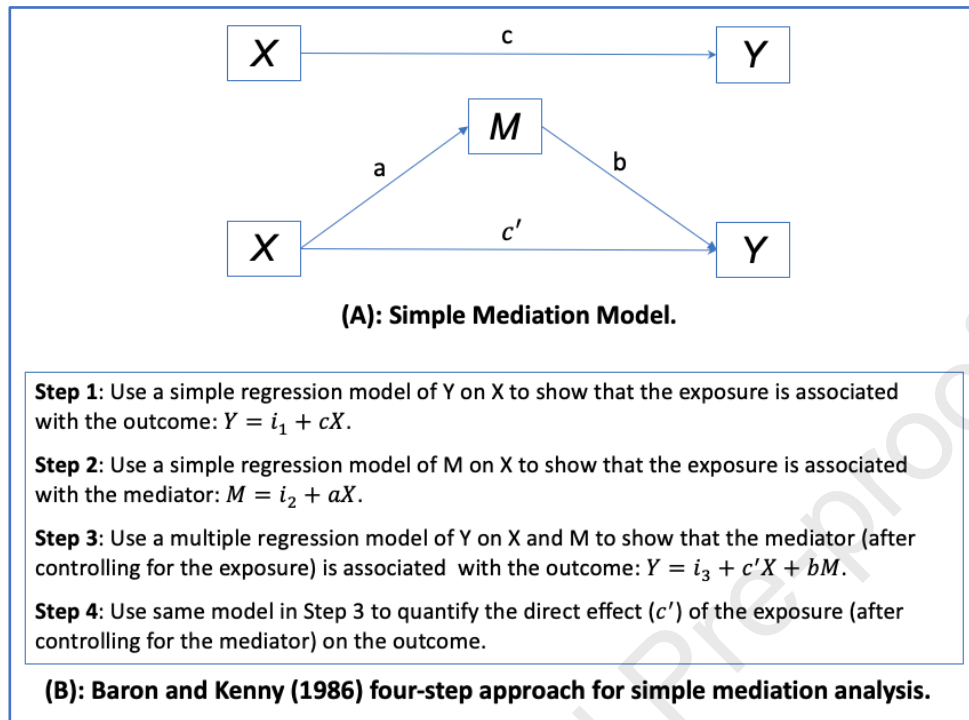 c
X
Y
M
a
b
c′
X
Y
(A): Simple Mediation Model.
Step 1: Use a simple regression model of Y on X to show that the exposure is associated
with the outcome: Y = i₁ + cX.
Step 2: Use a simple regression model of M on X to show that the exposure is associated
with the mediator: M = i₂ + aX.
Step 3: Use a multiple regression model of Y on X and M to show that the mediator (after
controlling for the exposure) is associated with the outcome: Y = i₃ + c′X + bM.
Step 4: Use same model in Step 3 to quantify the direct effect (c′) of the exposure (after
controlling for the mediator) on the outcome.
(B): Baron and Kenny (1986) four-step approach for simple mediation analysis.
Pre-proo